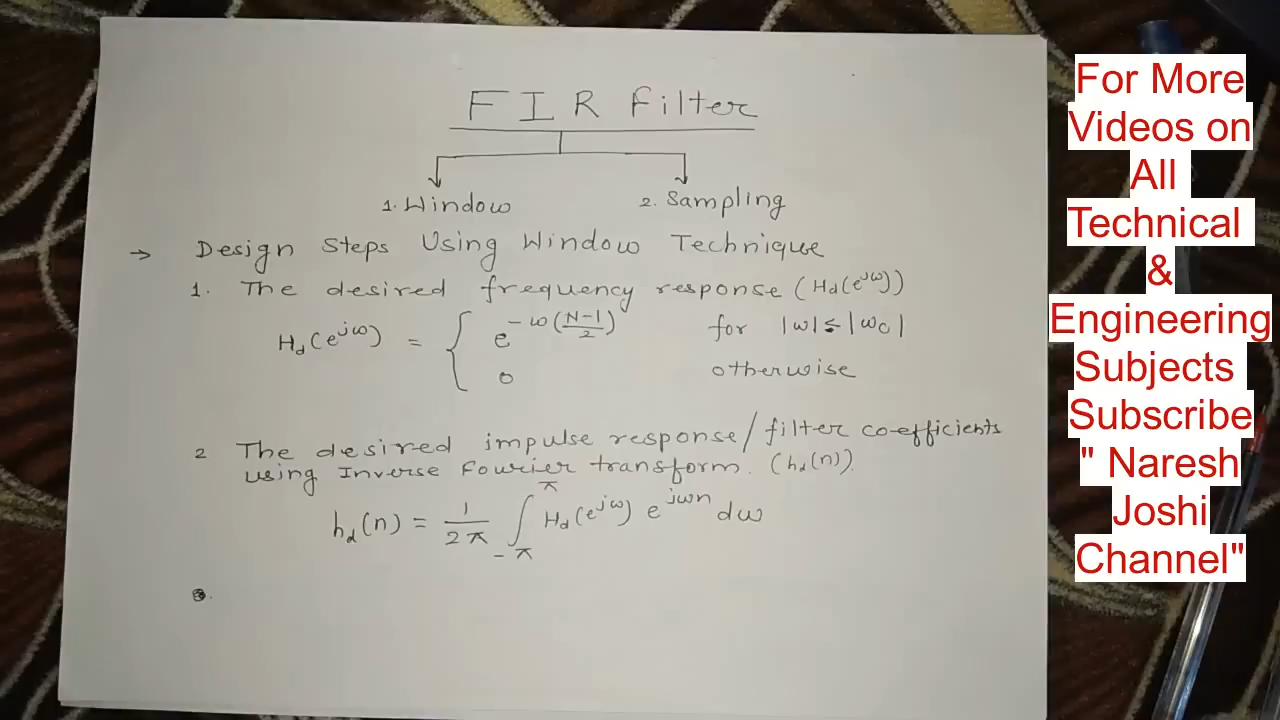 FIR Filter
1. Window
2. Sampling
→ Design Steps Using Window Technique
1. The desired frequency response (Hd(e^jω))
Hd(e^jω) = { e^-ω((N-1)/2) for |ω| ≤ |ωc|
0 otherwise
2 The desired impulse response/filter co-efficients
using Inverse Fourier transform. (hd(n)).
hd(n) = 1/2π ∫_-π^π Hd(e^jω) e^jωn dω
3.
For More
Videos on
All
Technical
&
Engineering
Subjects
Subscribe
" Naresh
Joshi
Channel"